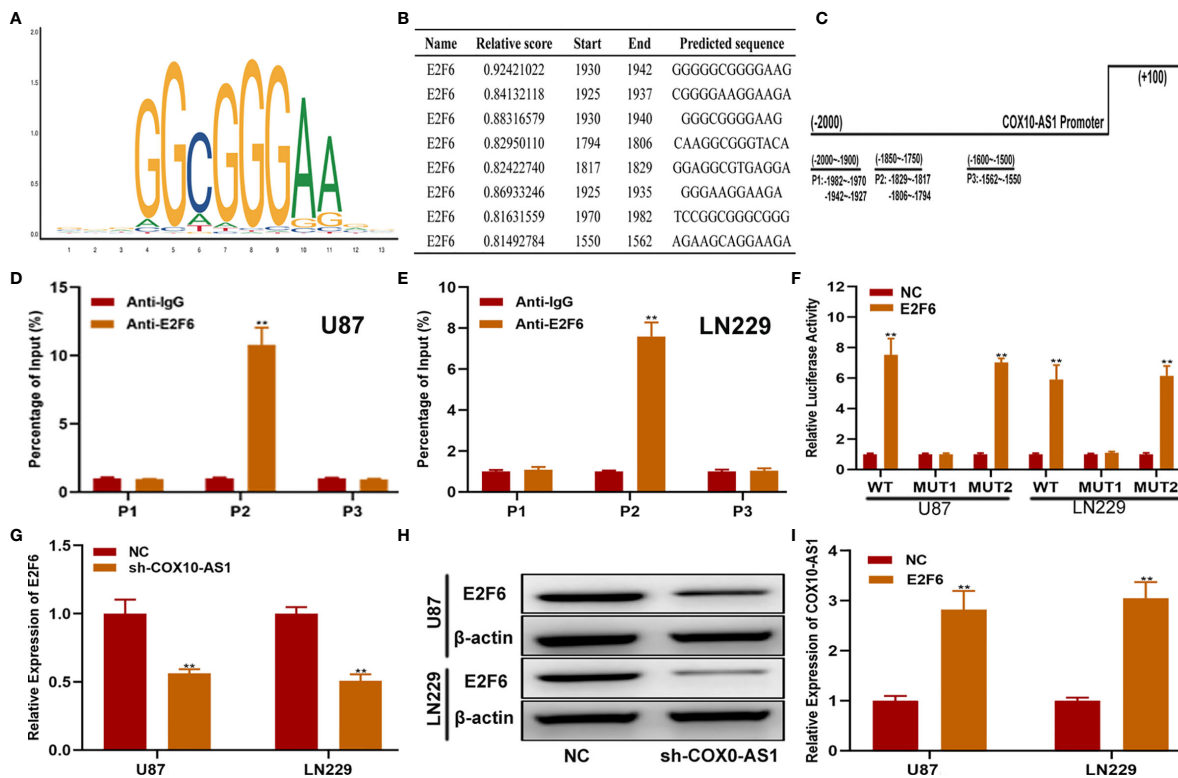 A
2.0
1.5
1.0
0.5
0.0
1 2 3 4 5 6 7 8 9 10 11 12 13
B
Name Relative score Start End Predicted sequence
E2F6 0.92421022 1930 1942 GGGGGCGGGGAAG
E2F6 0.84132118 1925 1937 CGGGGAAGGAAGA
E2F6 0.88316579 1930 1940 GGGCGGGGAAG
E2F6 0.82950110 1794 1806 CAAGGCGGGTACA
E2F6 0.82422740 1817 1829 GGAGGCGTGAGGA
E2F6 0.86933246 1925 1935 GGGAAGGAAGA
E2F6 0.81631559 1970 1982 TCCGGCGGGCGGG
E2F6 0.81492784 1550 1562 AGAAGCAGGAAGA
C
(+100)
(-2000) COX10-AS1 Promoter
(-2000~-1900) (-1850~-1750) (-1600~-1500)
P1:-1982~-1970 P2: -1829~-1817 P3:-1562~-1550
-1942~-1927 -1806~-1794
D
Anti-IgG
Anti-E2F6
U87
Percentage of Input (%)
15
10
5
0
P1 P2 P3
**
E
Anti-IgG
Anti-E2F6
LN229
Percentage of Input (%)
10
8
6
4
2
0
P1 P2 P3
**
F
NC
E2F6
Relative Luciferase Activity
12
10
8
6
4
2
0
** ** ** **
WT MUT1 MUT2 WT MUT1 MUT2
U87 LN229
G
NC
sh-COX10-AS1
Relative Expression of E2F6
1.5
1.0
0.5
0.0
** **
U87 LN229
H
U87
E2F6
β-actin
LN229
E2F6
β-actin
NC sh-COX0-AS1
I
NC
E2F6
Relative Expression of COX10-AS1
4
3
2
1
0
** **
U87 LN229